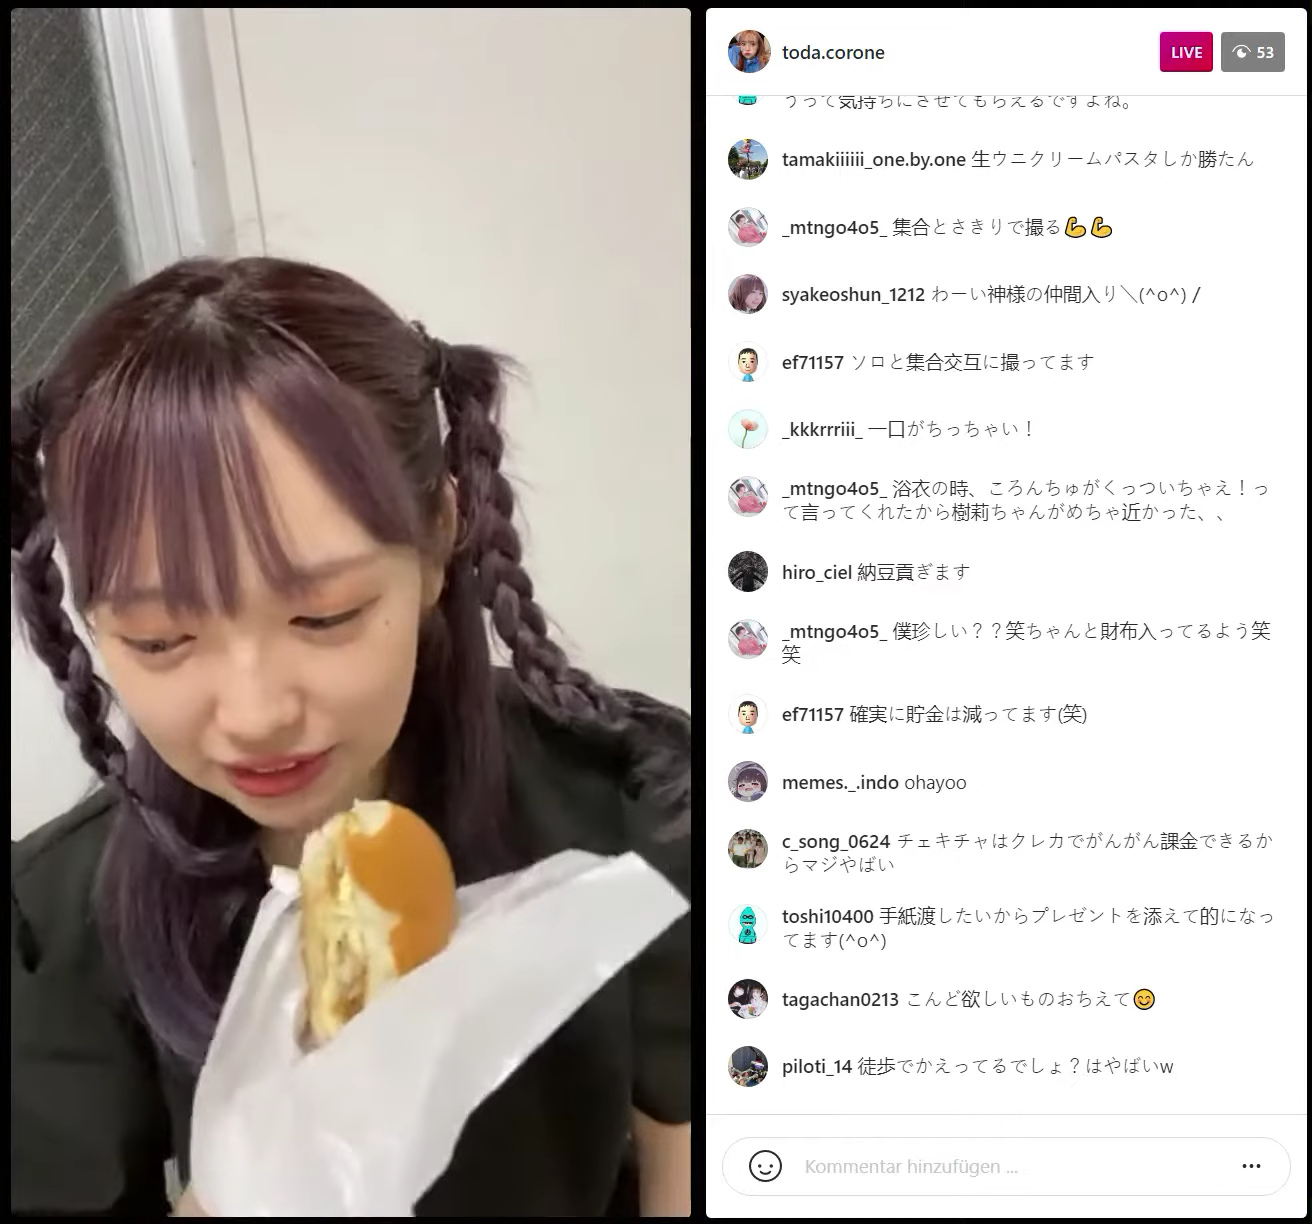 toda.corone
LIVE
53
うって気持ちにさせてもらえるですよね。
tamakiiiiii_one.by.one 生ウニクリームパスタしか勝たん
_mtngo4o5_ 集合とさきりで撮る💪💪
syakeoshun_1212 わーい神様の仲間入り＼(^o^) /
ef71157 ソロと集合交互に撮ってます
_kkkrrriii_ 一口がちっちゃい！
_mtngo4o5_ 浴衣の時、ころんちゅがくっついちゃえ！っ
て言ってくれたから樹莉ちゃんがめちゃ近かった、、
hiro_ciel 納豆貢ぎます
_mtngo4o5_ 僕珍しい？？笑ちゃんと財布入ってるよう笑
笑
ef71157 確実に貯金は減ってます(笑)
memes._.indo ohayoo
c_song_0624 チェキチャはクレカでがんがん課金できるか
らマジやばい
toshi10400 手紙渡したいからプレゼントを添えて的になっ
てます(^o^)
tagachan0213 こんど欲しいものおちえて😊
piloti_14 徒歩でかえってるでしょ？はやばいw
Kommentar hinzufügen ...